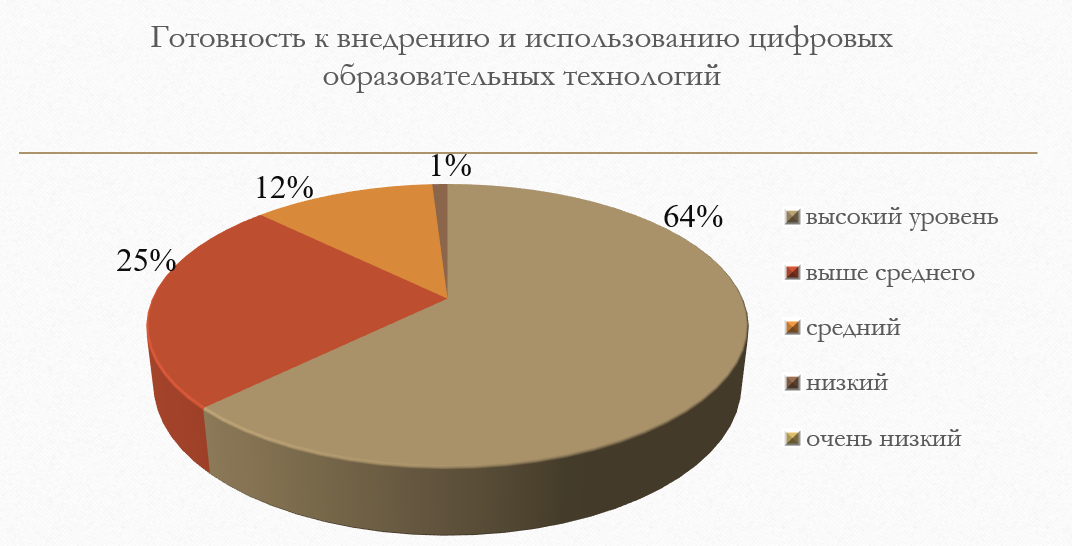 Готовность к внедрению и использованию цифровых
образовательных технологий
1%
12%
64%
25%
высокий уровень
выше среднего
средний
низкий
очень низкий